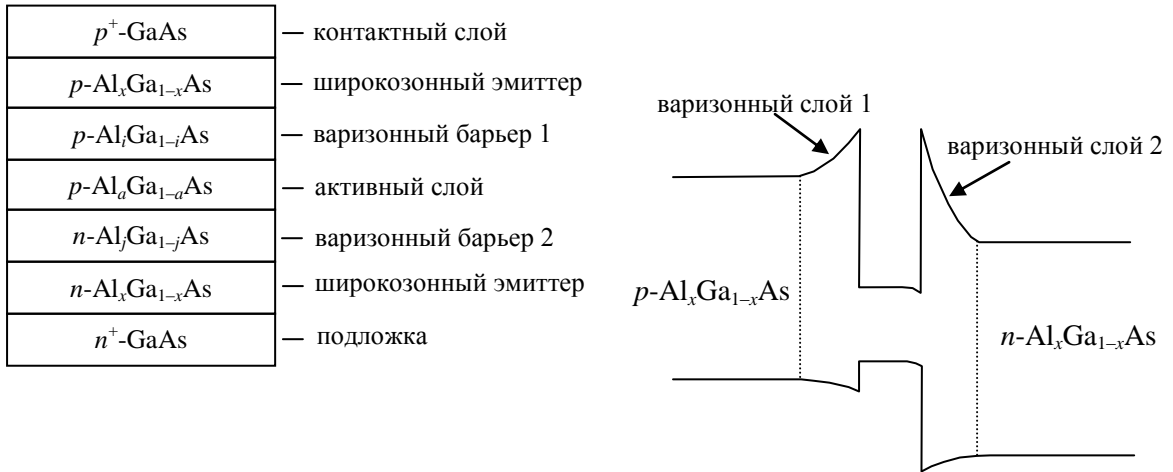 p⁺-GaAs — контактный слой
p-AlₓGa₁₋ₓAs — широкозонный эмиттер
p-AlᵢGa₁₋ᵢAs — варизонный барьер 1
p-AlₐGa₁₋ₐAs — активный слой
n-AlⱼGa₁₋ⱼAs — варизонный барьер 2
n-AlₓGa₁₋ₓAs — широкозонный эмиттер
n⁺-GaAs — подложка
варизонный слой 1
варизонный слой 2
p-AlₓGa₁₋ₓAs
n-AlₓGa₁₋ₓAs